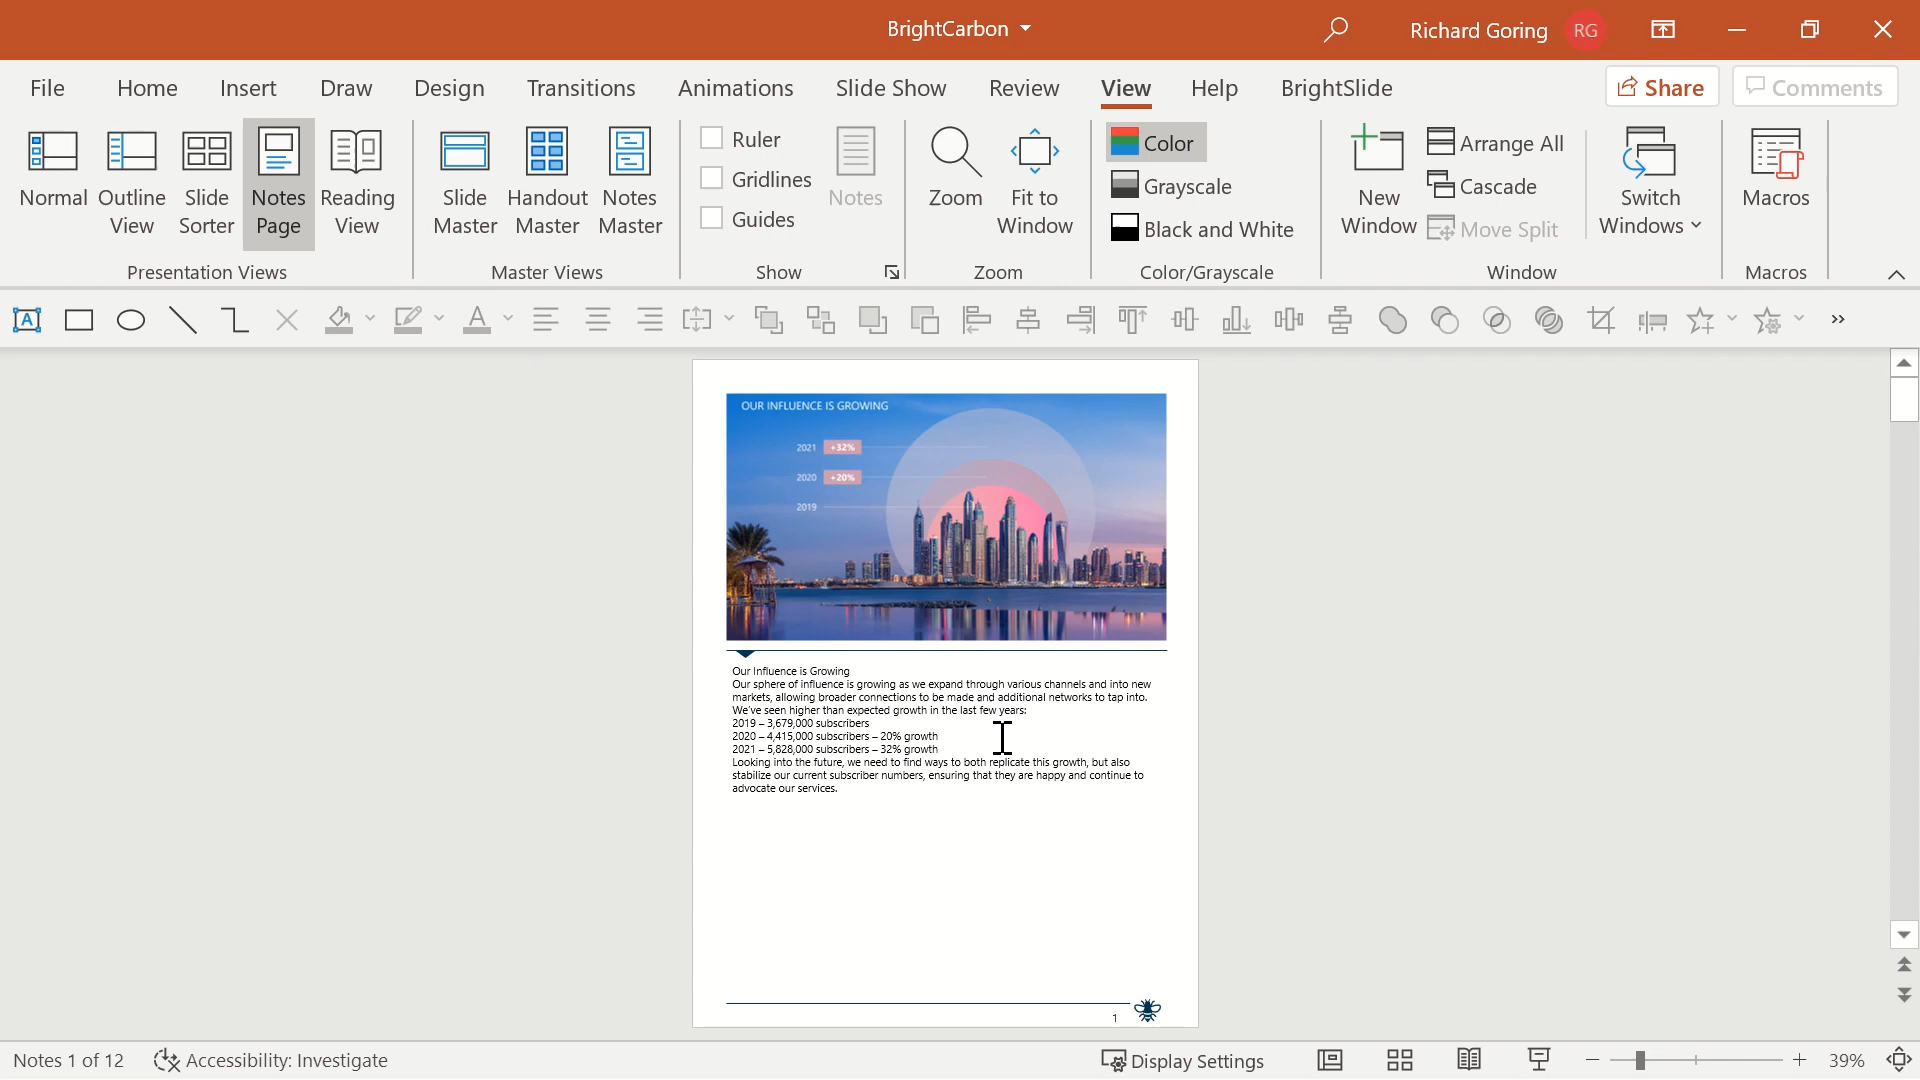 BrightCarbon
Richard Goring RG
File Home Insert Draw Design Transitions Animations Slide Show Review View Help BrightSlide Share Comments
Normal Outline View Slide Sorter Notes Page Reading View
Presentation Views
Slide Master Handout Master Notes Master
Master Views
Ruler
Gridlines
Guides
Notes
Show
Zoom Fit to Window
Zoom
Color
Grayscale
Black and White
Color/Grayscale
New Window
Arrange All
Cascade
Move Split
Switch Windows
Window
Macros
Macros
OUR INFLUENCE IS GROWING
2021 +32%
2020 +20%
2019
Our Influence is Growing
Our sphere of influence is growing as we expand through various channels and into new
markets, allowing broader connections to be made and additional networks to tap into.
We've seen higher than expected growth in the last few years:
2019 – 3,679,000 subscribers
2020 – 4,415,000 subscribers – 20% growth
2021 – 5,828,000 subscribers – 32% growth
Looking into the future, we need to find ways to both replicate this growth, but also
stabilize our current subscriber numbers, ensuring that they are happy and continue to
advocate our services.
1
Notes 1 of 12 Accessibility: Investigate Display Settings 39%